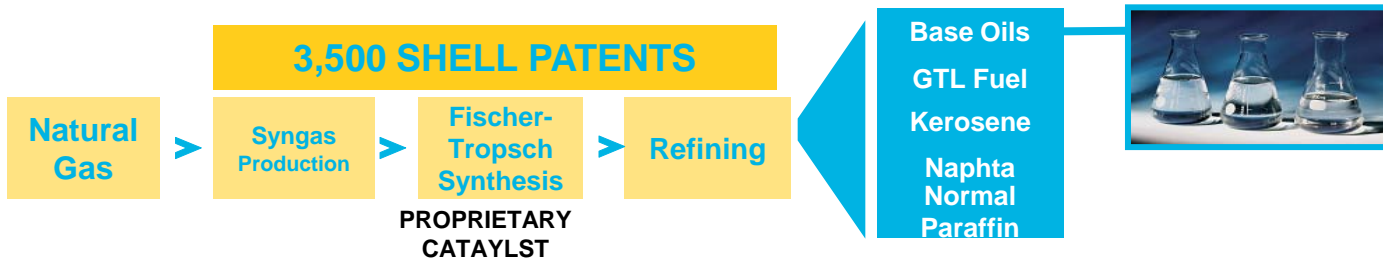 3,500 SHELL PATENTS
Natural
Gas
Syngas
Production
Fischer-
Tropsch
Synthesis
Refining
PROPRIETARY
CATAYLST
Base Oils
GTL Fuel
Kerosene
Naphta
Normal
Paraffin